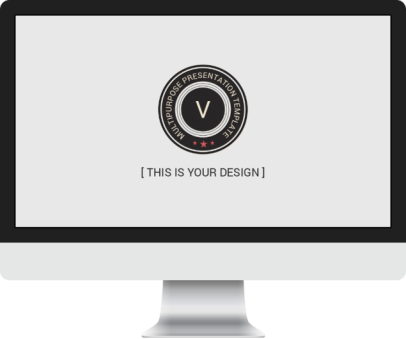 MULTIPURPOSE PRESENTATION TEMPLATE
V
[ THIS IS YOUR DESIGN ]